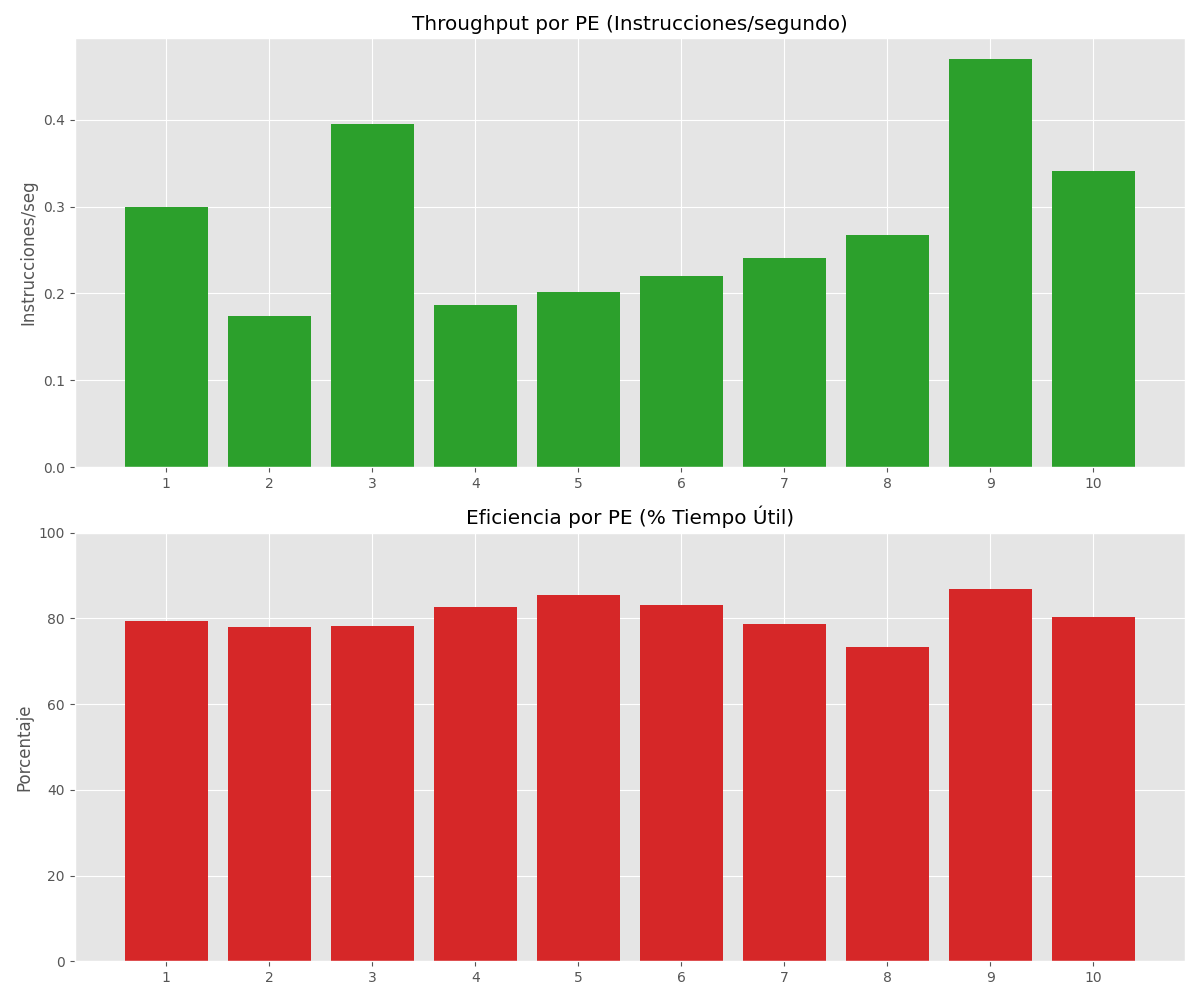 Throughput por PE (Instrucciones/segundo)
Instrucciones/seg
0.4
0.3
0.2
0.1
0.0
1 2 3 4 5 6 7 8 9 10
Eficiencia por PE (% Tiempo Útil)
Porcentaje
100
80
60
40
20
0
1 2 3 4 5 6 7 8 9 10